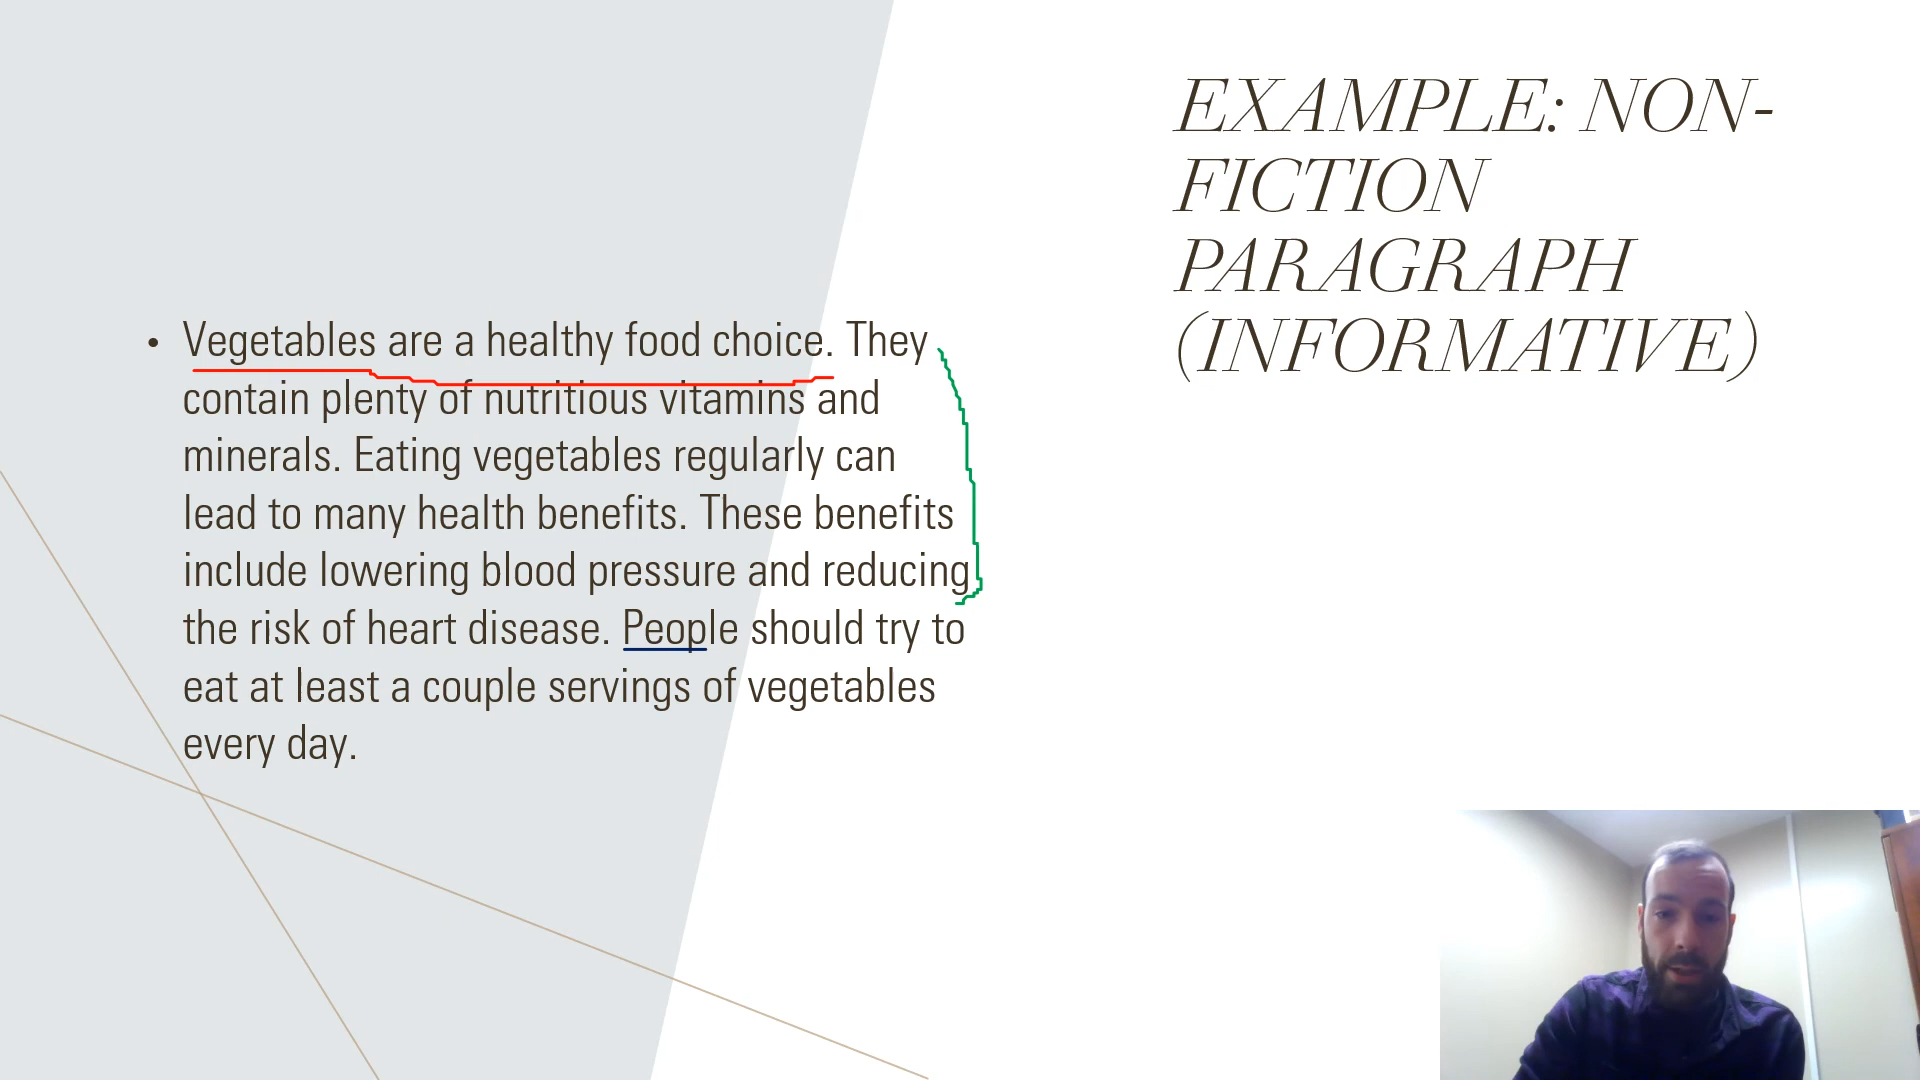 EXAMPLE: NON-
FICTION
PARAGRAPH
(INFORMATIVE)
• Vegetables are a healthy food choice. They
contain plenty of nutritious vitamins and
minerals. Eating vegetables regularly can
lead to many health benefits. These benefits
include lowering blood pressure and reducing
the risk of heart disease. People should try to
eat at least a couple servings of vegetables
every day.